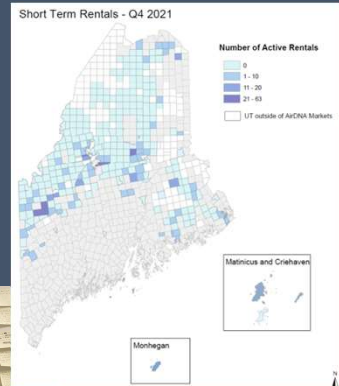 Short Term Rentals - Q4 2021
Number of Active Rentals
0
1 - 10
11 - 20
21 - 63
UT outside of AirDNA Markets
Matinicus and Criehaven
Monhegan
N